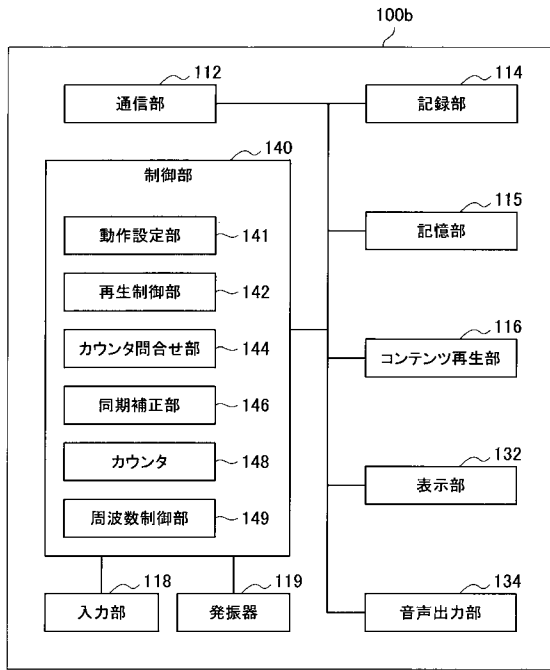 100b
112
通信部
114
記録部
140
制御部
115
記憶部
動作設定部
141
再生制御部
142
カウンタ問合せ部
144
116
コンテンツ再生部
同期補正部
146
カウンタ
148
132
表示部
周波数制御部
149
118
入力部
119
発振器
134
音声出力部